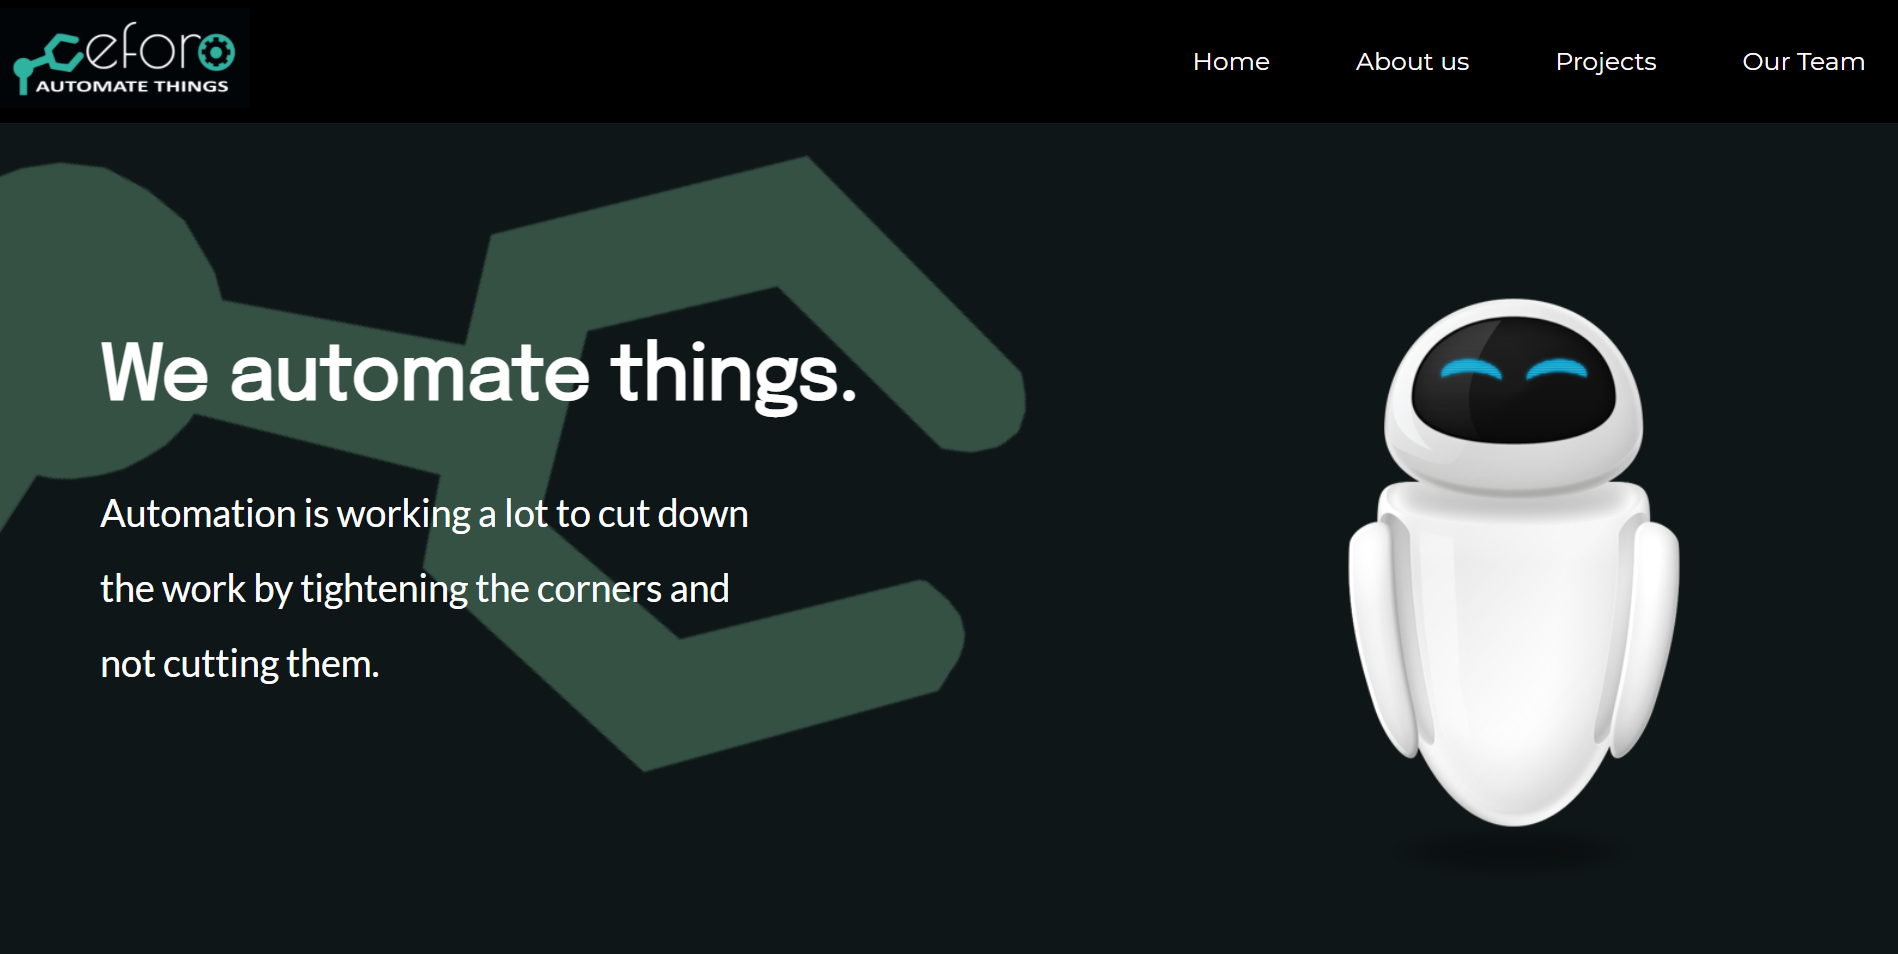 ceforo
AUTOMATE THINGS
Home About us Projects Our Team
We automate things.
Automation is working a lot to cut down
the work by tightening the corners and
not cutting them.